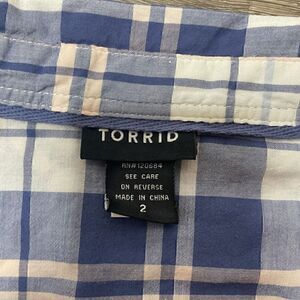 TORRID
RN#120684
SEE CARE
ON REVERSE
MADE IN CHINA
2